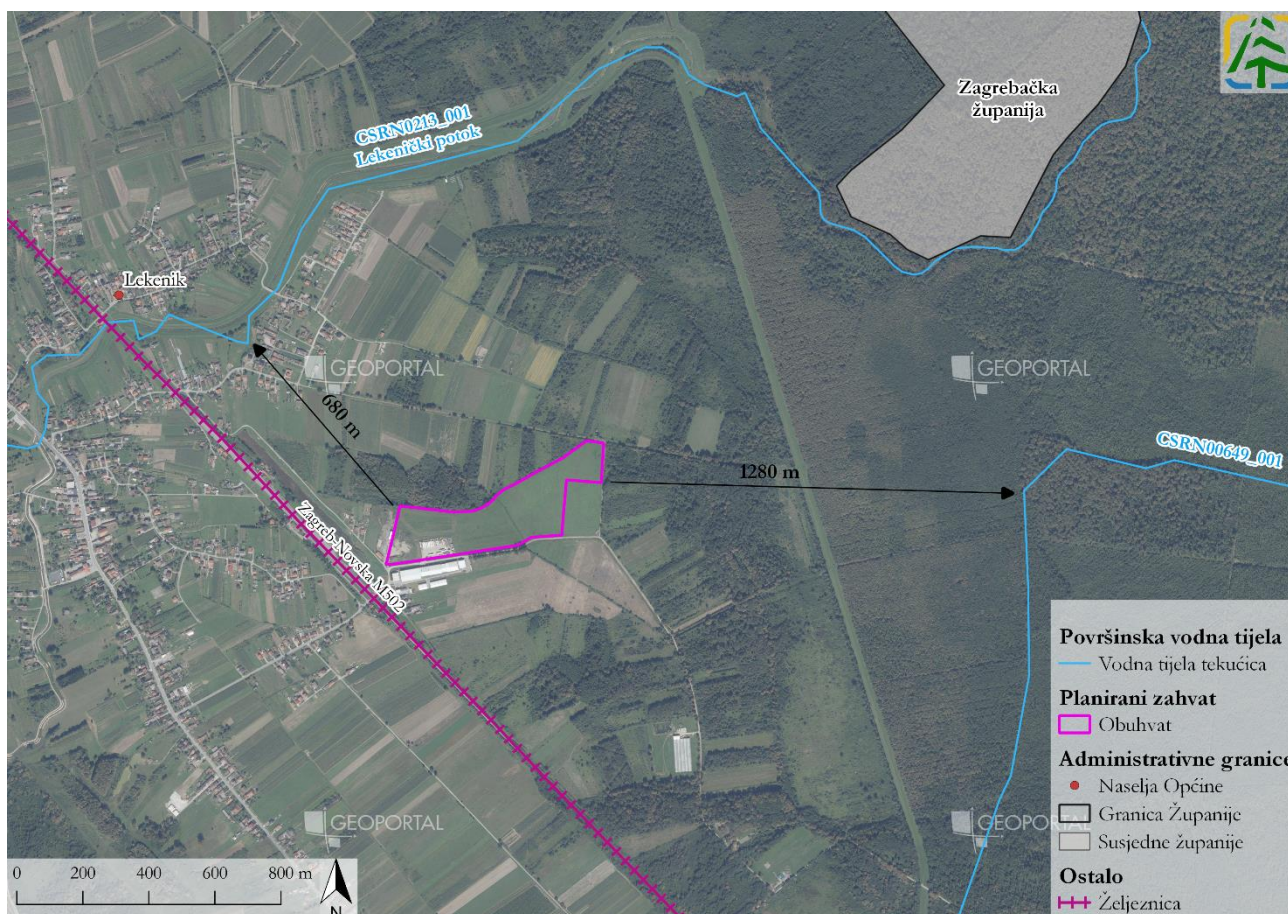 Zagrebačka
županija
CSRN0213_001
Lekenički potok
Lekenik
GEOPORTAL
GEOPORTAL
680 m
1280 m
CSRN00649_001
Zagreb-Novska M502
GEOPORTAL
GEOPORTAL
Površinska vodna tijela
Vodna tijela tekućica
Planirani zahvat
Obuhvat
Administrativne granice
Naselja Općine
Granica Županije
Susjedne županije
Ostalo
Željeznica
0 200 400 600 800 m
N